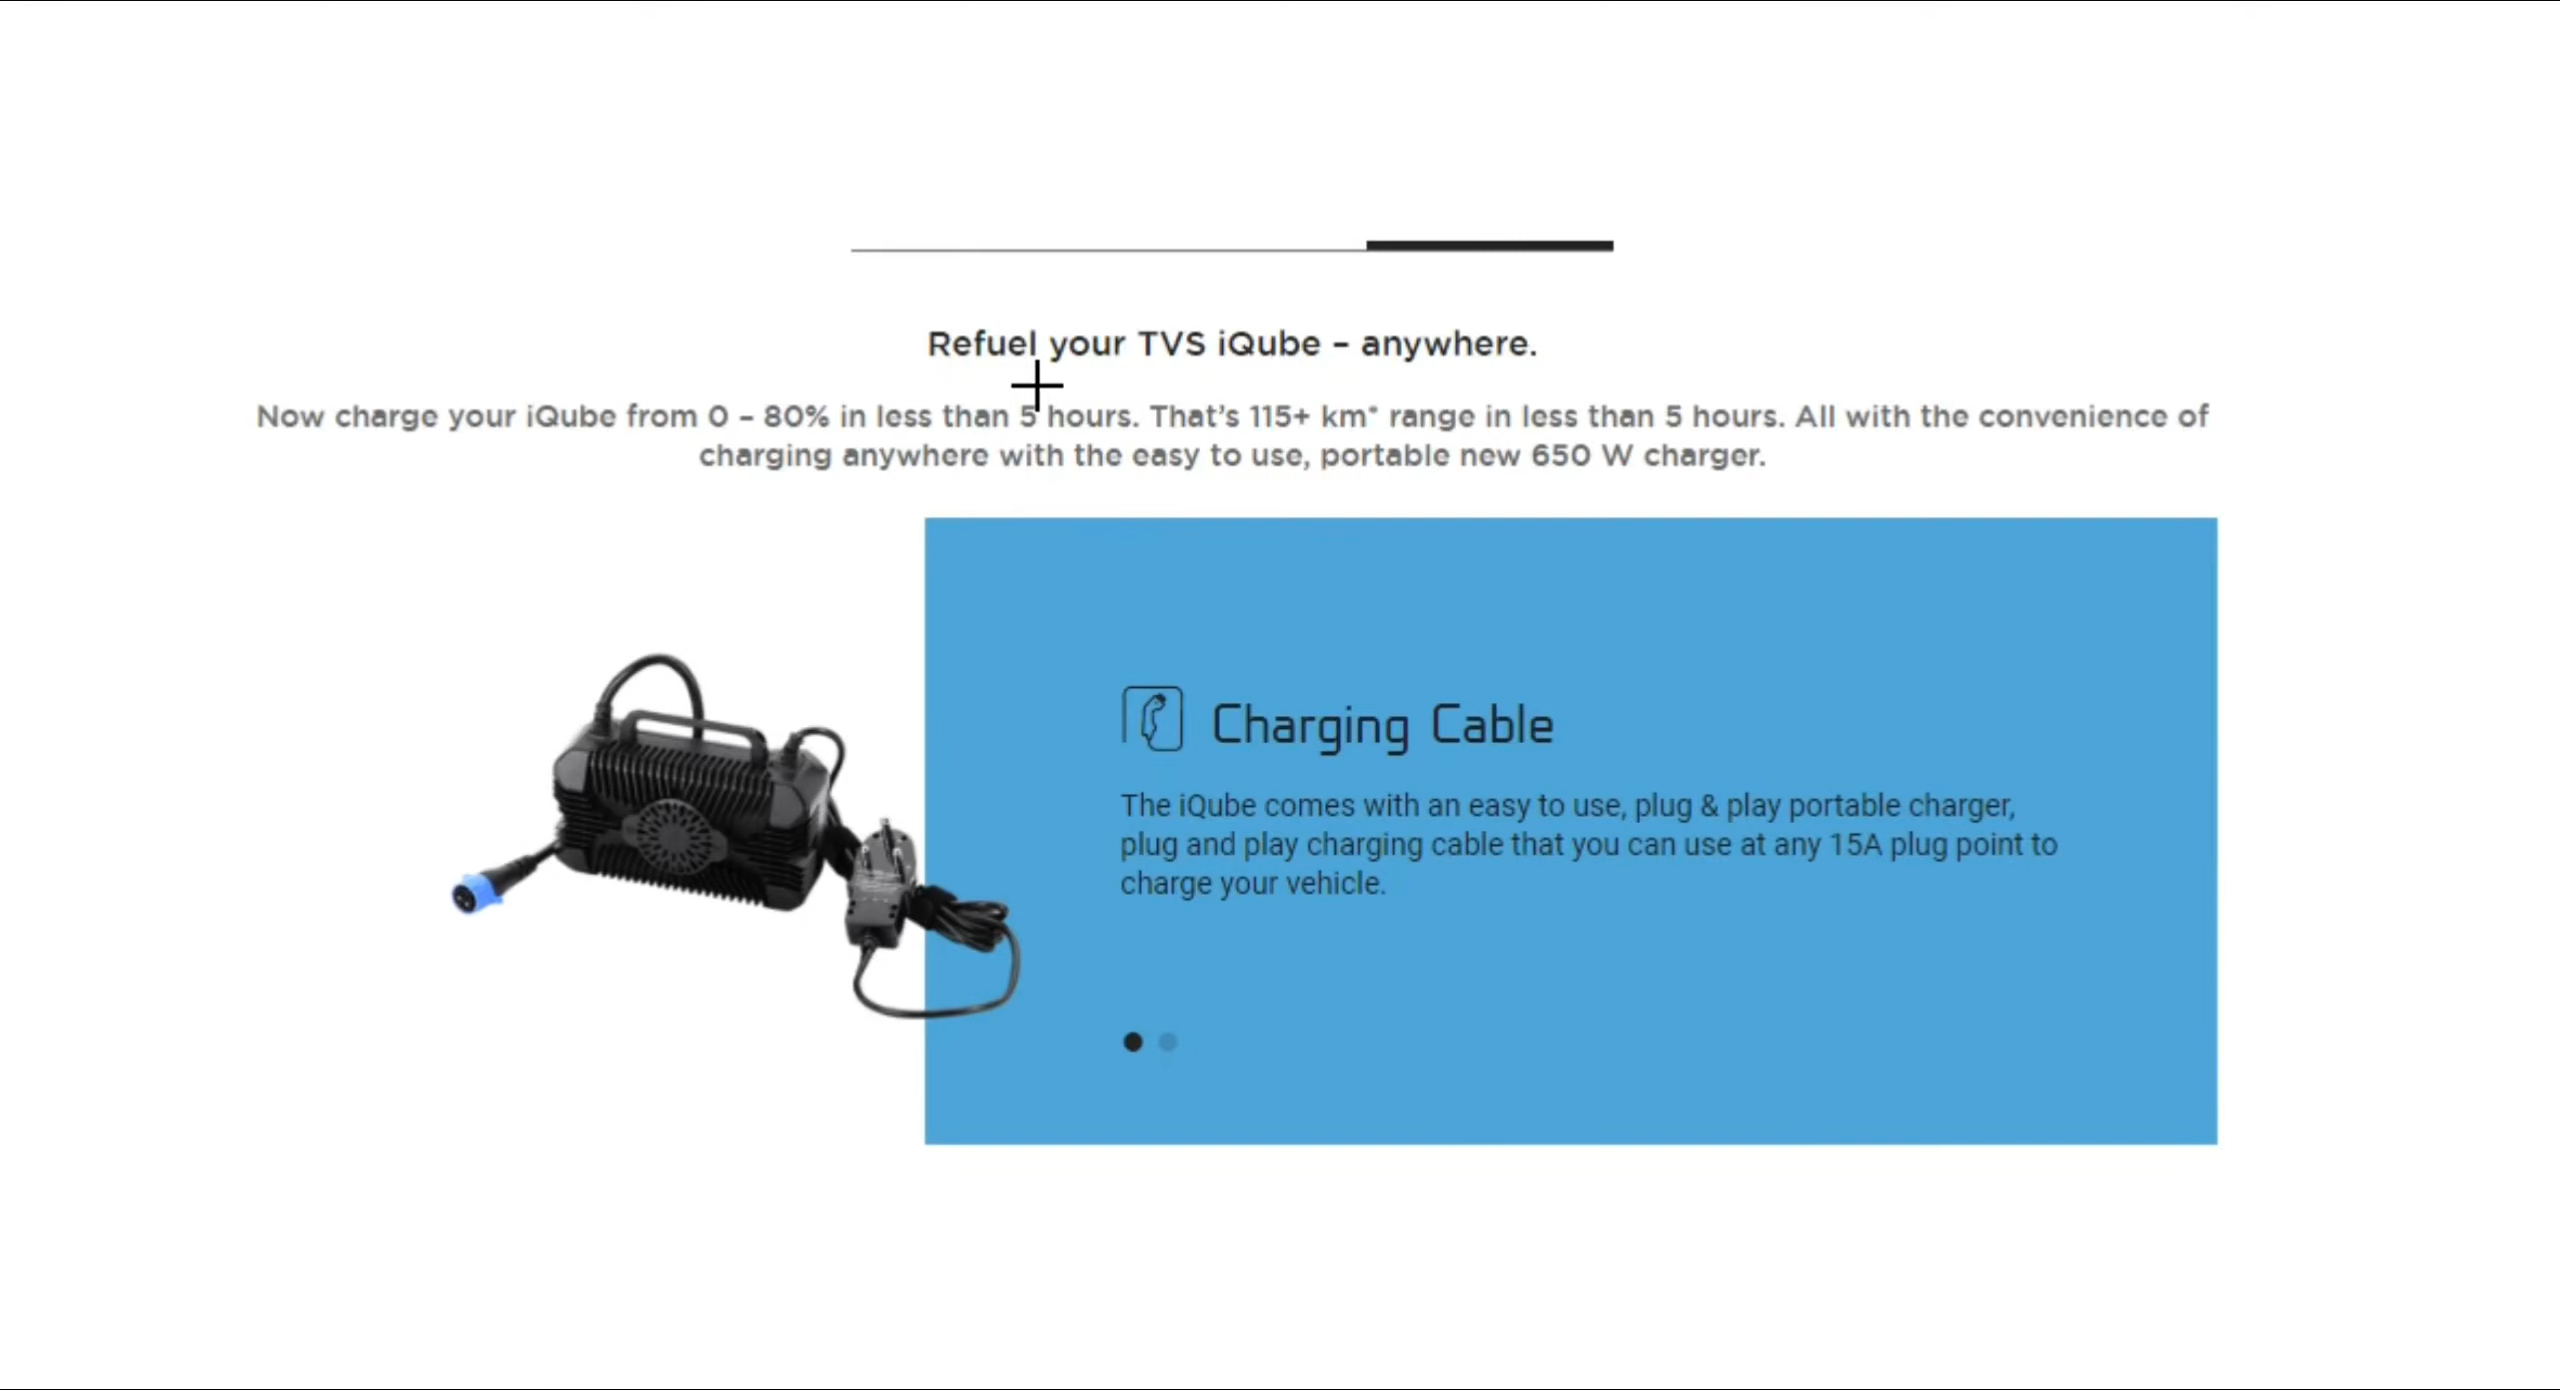 Refuel your TVS iQube – anywhere.
Now charge your iQube from 0 – 80% in less than 5 hours. That's 115+ km* range in less than 5 hours. All with the convenience of
charging anywhere with the easy to use, portable new 650 W charger.
Charging Cable
The iQube comes with an easy to use, plug & play portable charger,
plug and play charging cable that you can use at any 15A plug point to
charge your vehicle.